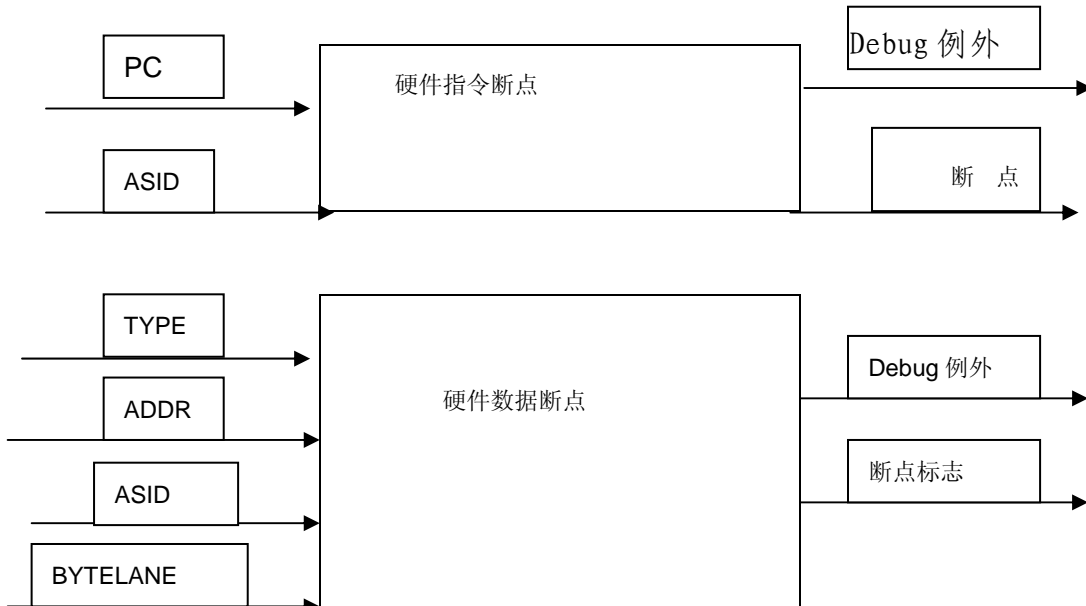 PC
硬件指令断点
Debug 例外
ASID
断 点
TYPE
Debug 例外
ADDR
硬件数据断点
断点标志
ASID
BYTELANE